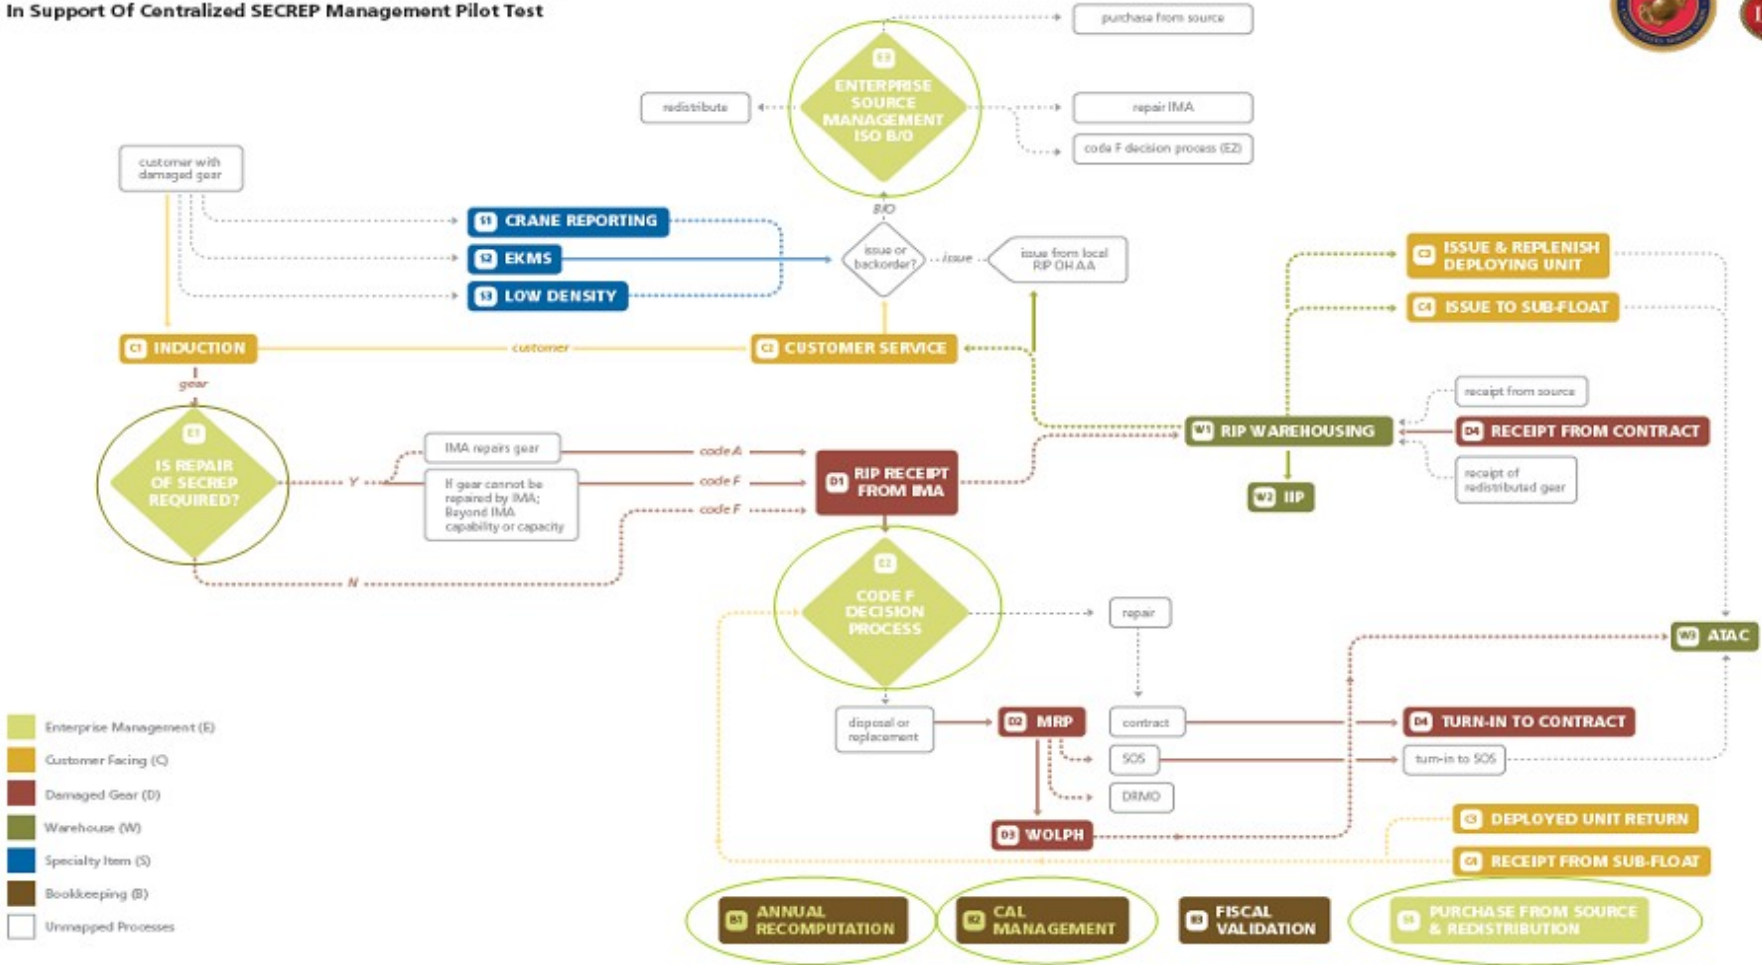 In Support Of Centralized SECREP Management Pilot Test
purchase from source
E3
ENTERPRISE
SOURCE
MANAGEMENT
ISO B/O
redistribute
repair IMA
code F decision process (E2)
customer with
damaged gear
B/O
S1 CRANE REPORTING
S2 EKMS
S3 LOW DENSITY
issue or
backorder?
issue
issue from local
RIP OH AA
C3 ISSUE & REPLENISH
DEPLOYING UNIT
C4 ISSUE TO SUB-FLOAT
C1 INDUCTION
customer
C2 CUSTOMER SERVICE
gear
receipt from source
W1 RIP WAREHOUSING
D4 RECEIPT FROM CONTRACT
receipt of
redistributed gear
W2 IIP
E1
IS REPAIR
OF SECREP
REQUIRED?
Y
IMA repairs gear
code A
If gear cannot be
repaired by IMA;
Beyond IMA
capability or capacity
code F
code F
N
D1 RIP RECEIPT
FROM IMA
E2
CODE F
DECISION
PROCESS
repair
W3 ATAC
disposal or
replacement
D2 MRP
contract
D4 TURN-IN TO CONTRACT
SOS
turn-in to SOS
DRMO
D3 WOLPH
C3 DEPLOYED UNIT RETURN
C4 RECEIPT FROM SUB-FLOAT
Enterprise Management (E)
Customer Facing (C)
Damaged Gear (D)
Warehouse (W)
Specialty Item (S)
Bookkeeping (B)
Unmapped Processes
B1 ANNUAL
RECOMPUTATION
B2 CAL
MANAGEMENT
B3 FISCAL
VALIDATION
PURCHASE FROM SOURCE
& REDISTRIBUTION